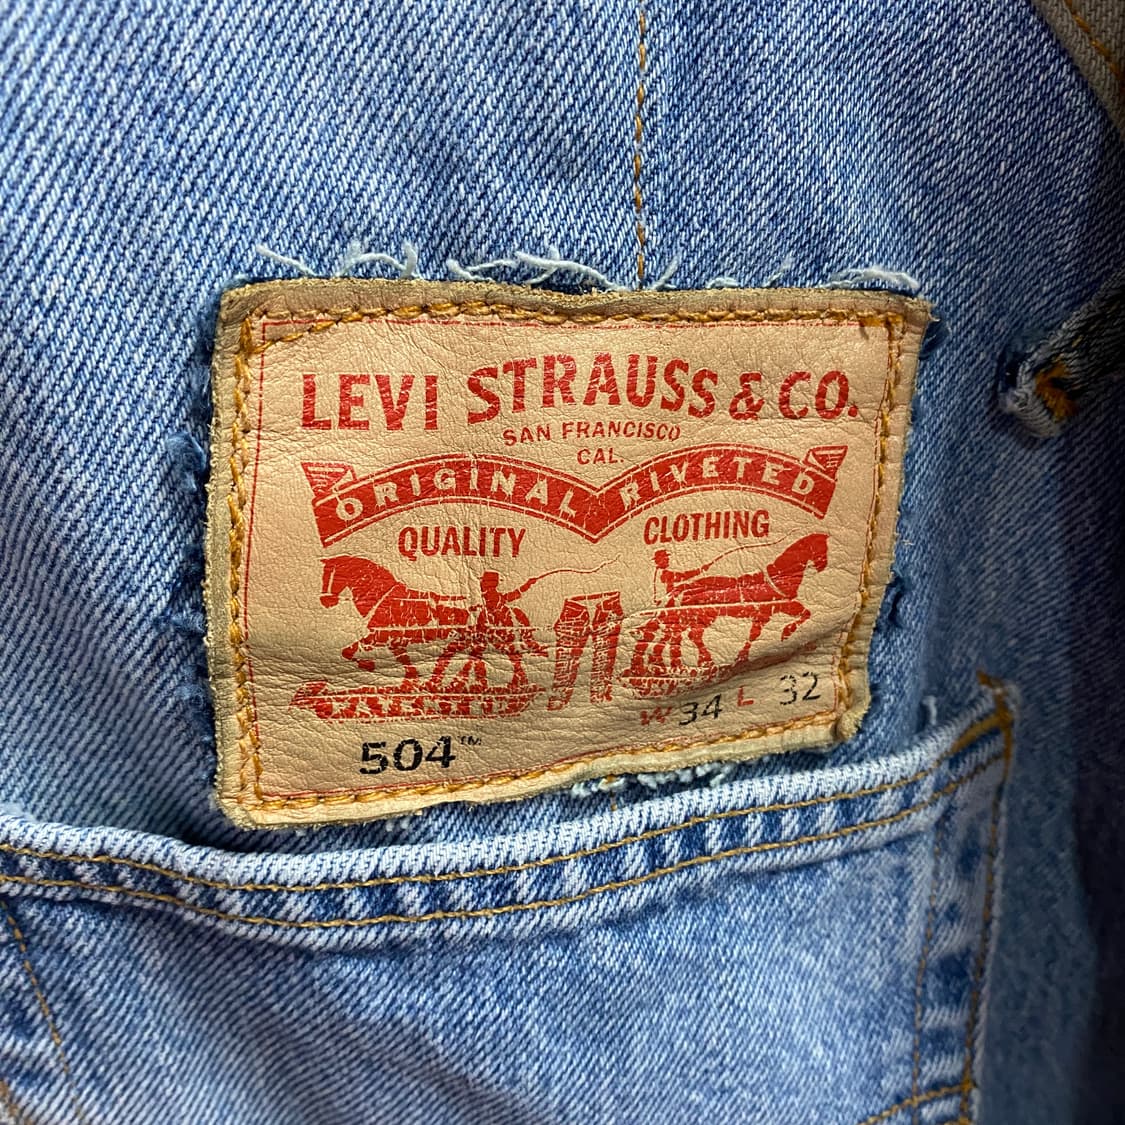 LEVI STRAUSS & CO.
SAN FRANCISCO
CAL.
ORIGINAL RIVETED
QUALITY CLOTHING
W 34 L 32
504™